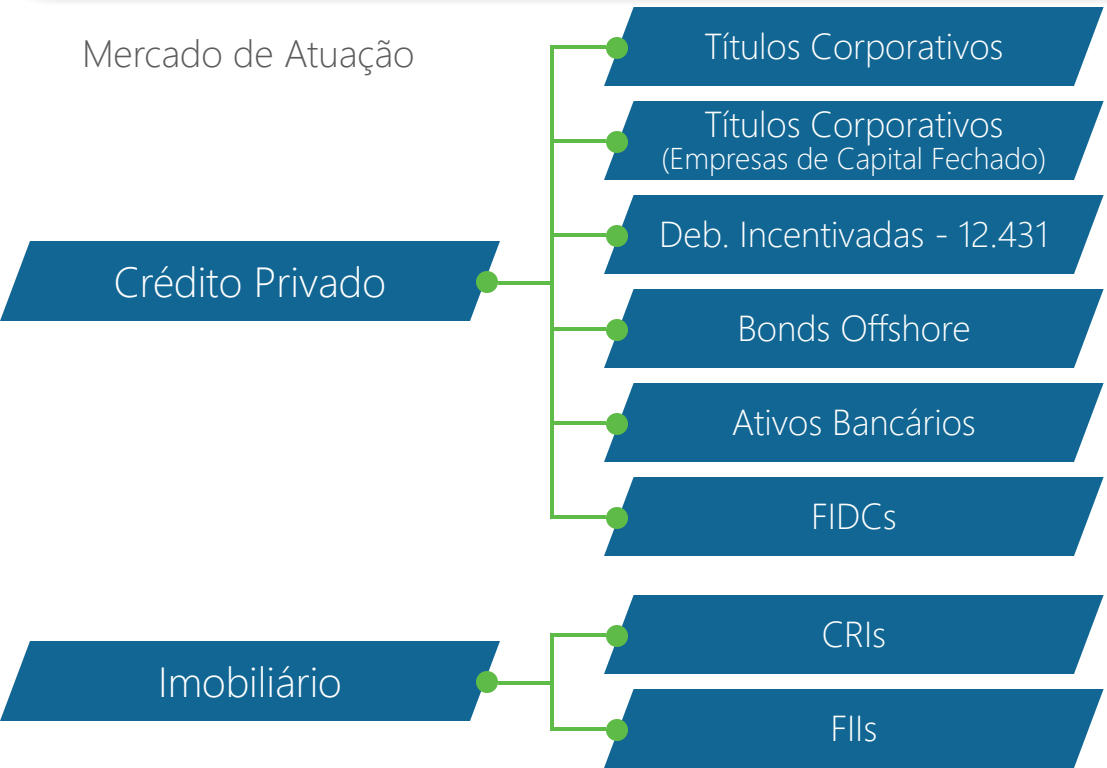 Mercado de Atuação
Crédito Privado
Títulos Corporativos
Títulos Corporativos
(Empresas de Capital Fechado)
Deb. Incentivadas - 12.431
Bonds Offshore
Ativos Bancários
FIDCs
Imobiliário
CRIs
FIIs